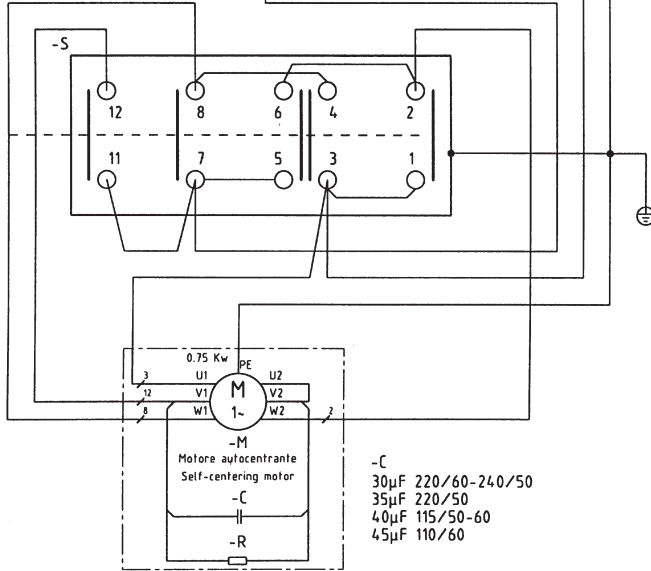 -S
12 8 6 4 2
11 7 5 3 1
0.75 Kw
PE
3 U1 U2
12 V1 M V2
8 W1 1~ W2 2
-M
Motore autocentrante
Self-centering motor
-C
-R
-C
30µF 220/60-240/50
35µF 220/50
40µF 115/50-60
45µF 110/60